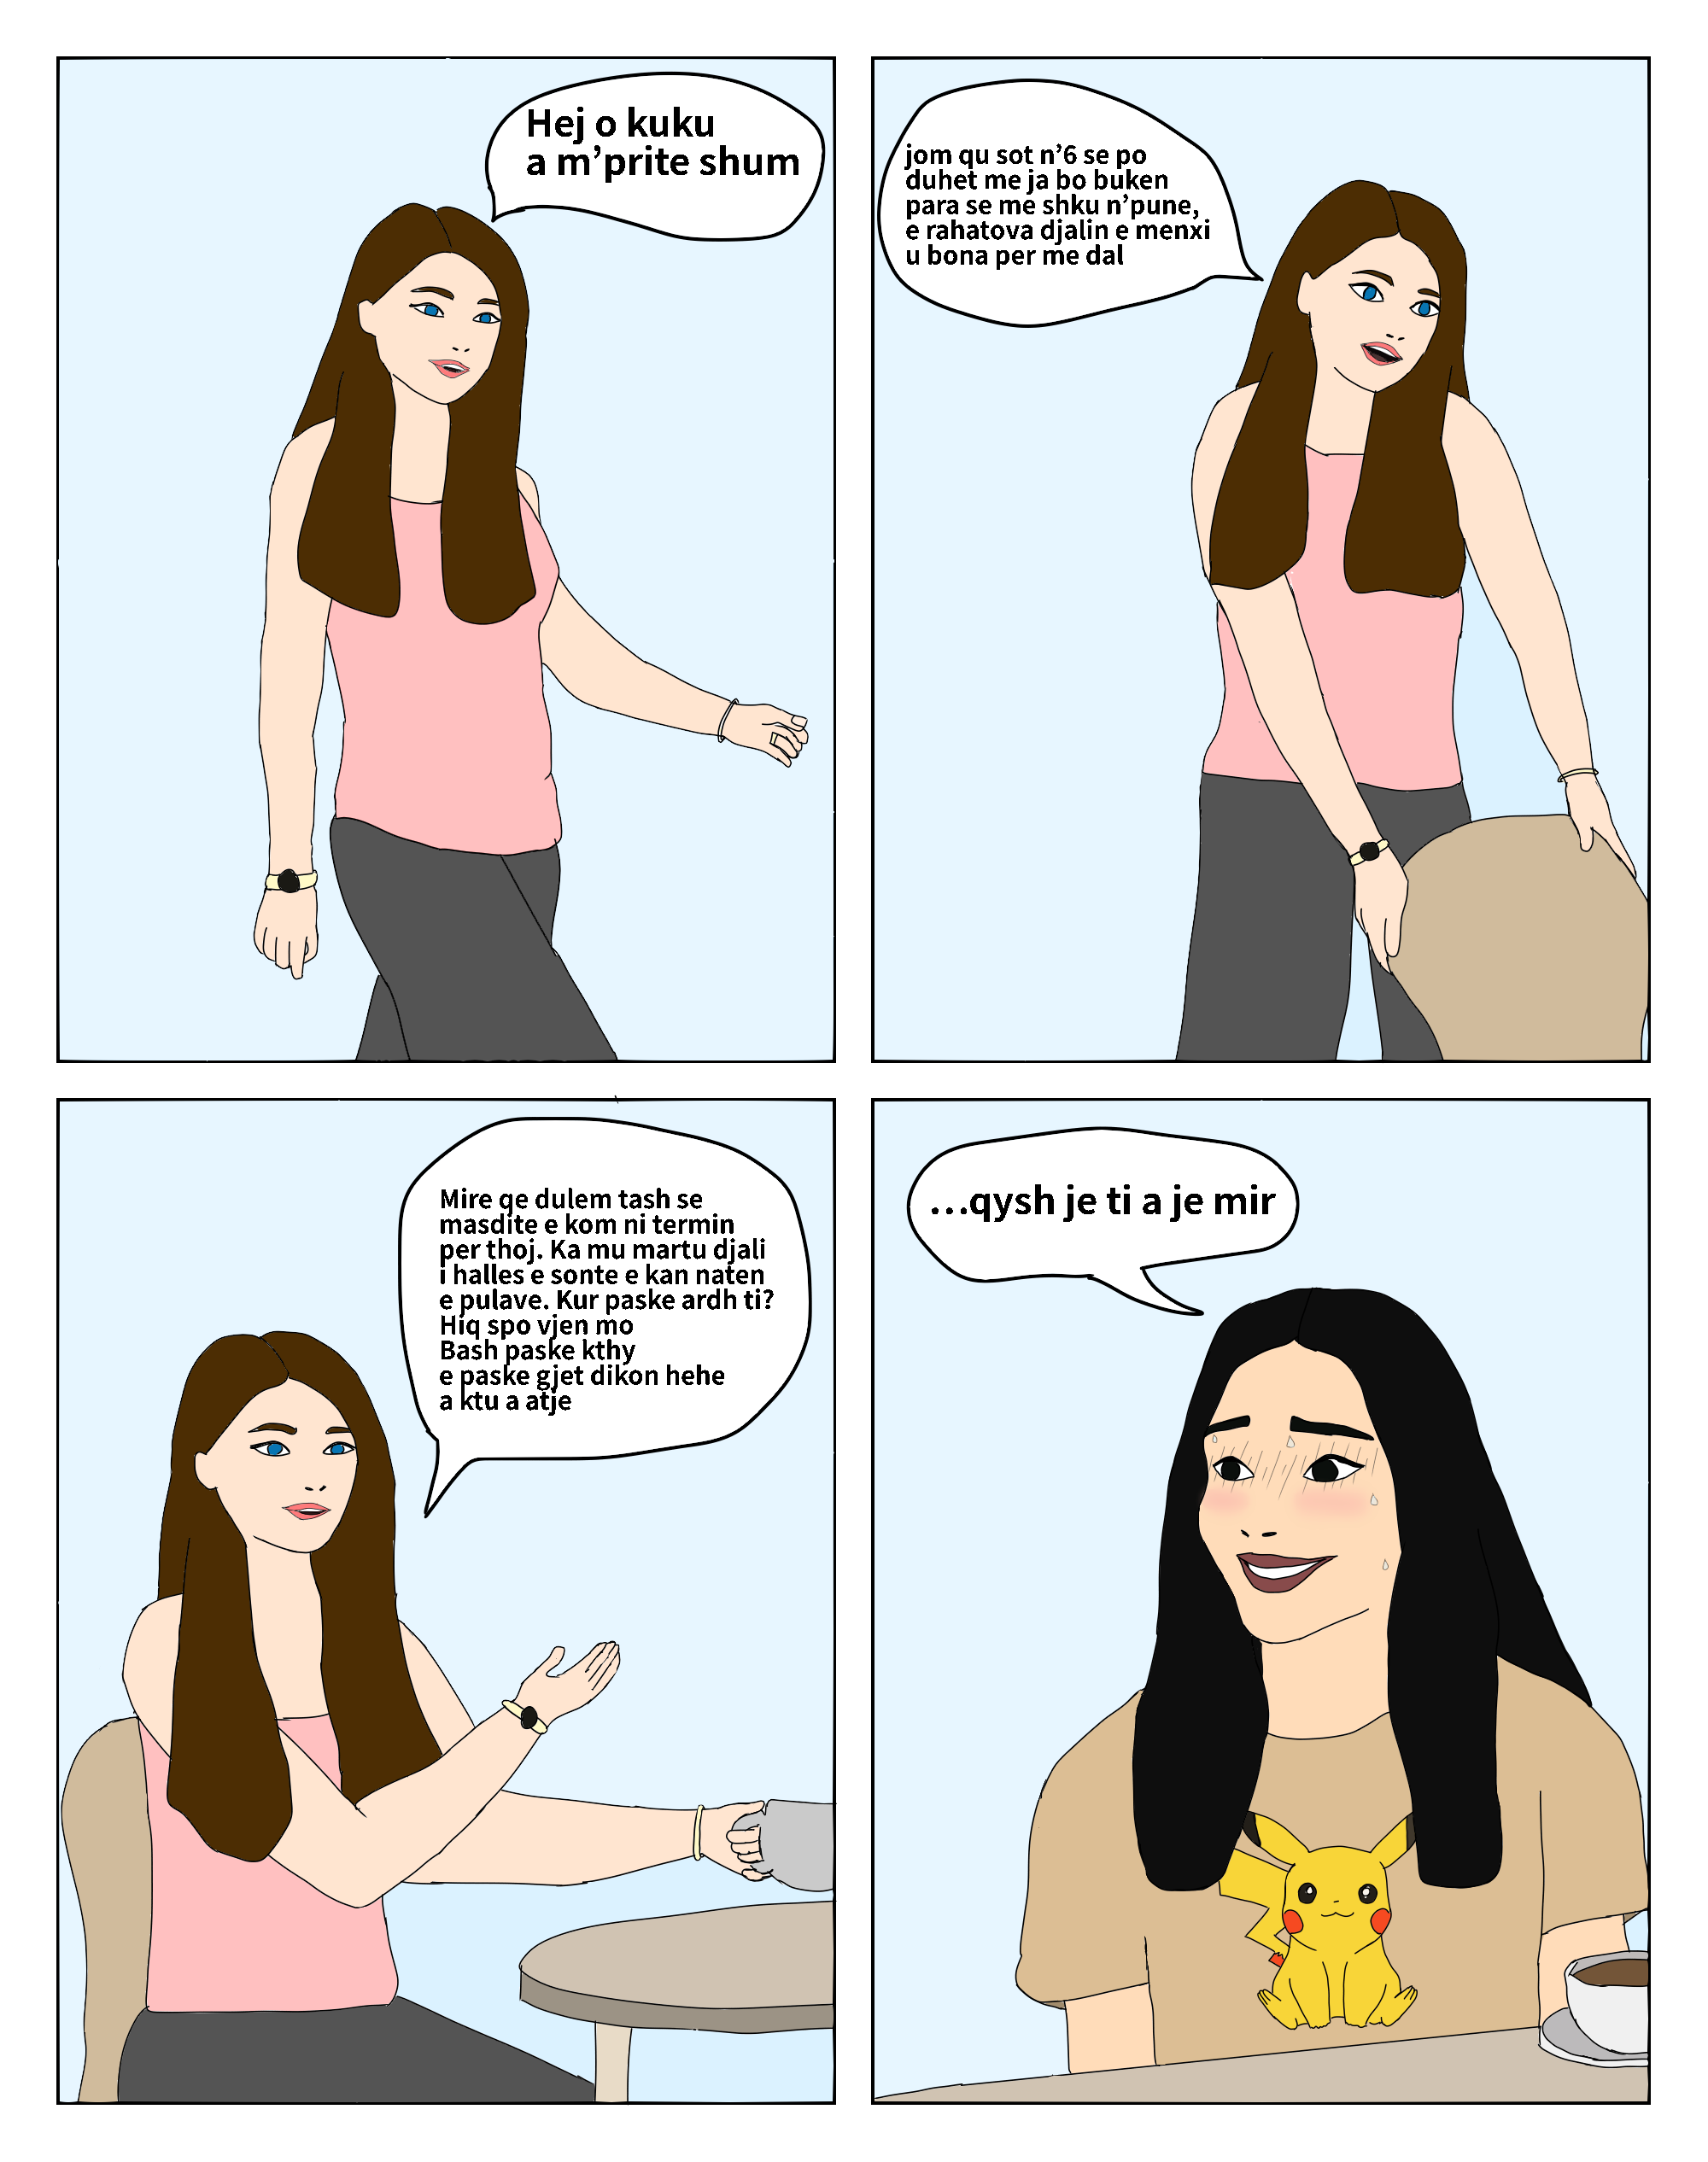 Hej o kuku
a m’prite shum
jom qu sot n’6 se po
duhet me ja bo buken
para se me shku n’pune,
e rahatova djalin e menxi
u bona per me dal
Mire qe dulem tash se
masdite e kom ni termin
per thoj. Ka mu martu djali
i halles e sonte e kan naten
e pulave. Kur paske ardh ti?
Hiq spo vjen mo
Bash paske kthy
e paske gjet dikon hehe
a ktu a atje
...qysh je ti a je mir